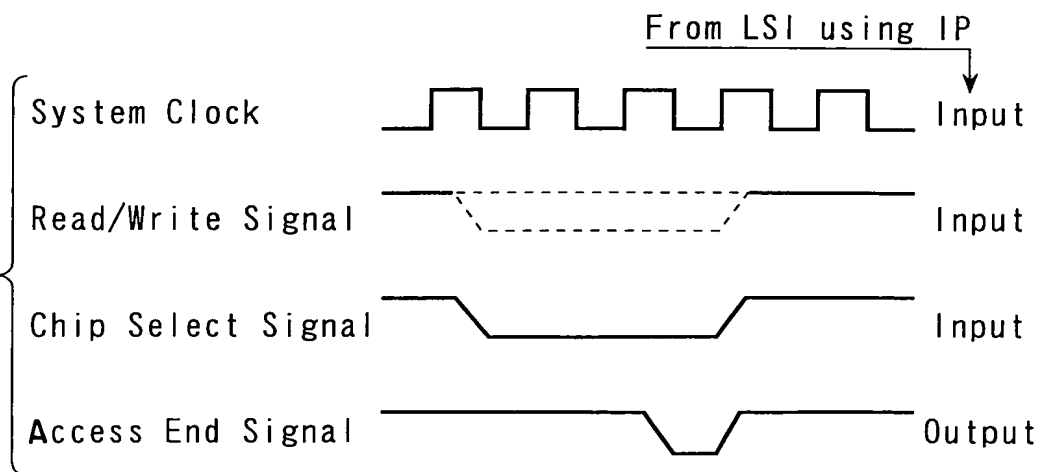 From LSI using IP
System Clock
Input
Read/Write Signal
Input
Chip Select Signal
Input
Access End Signal
Output